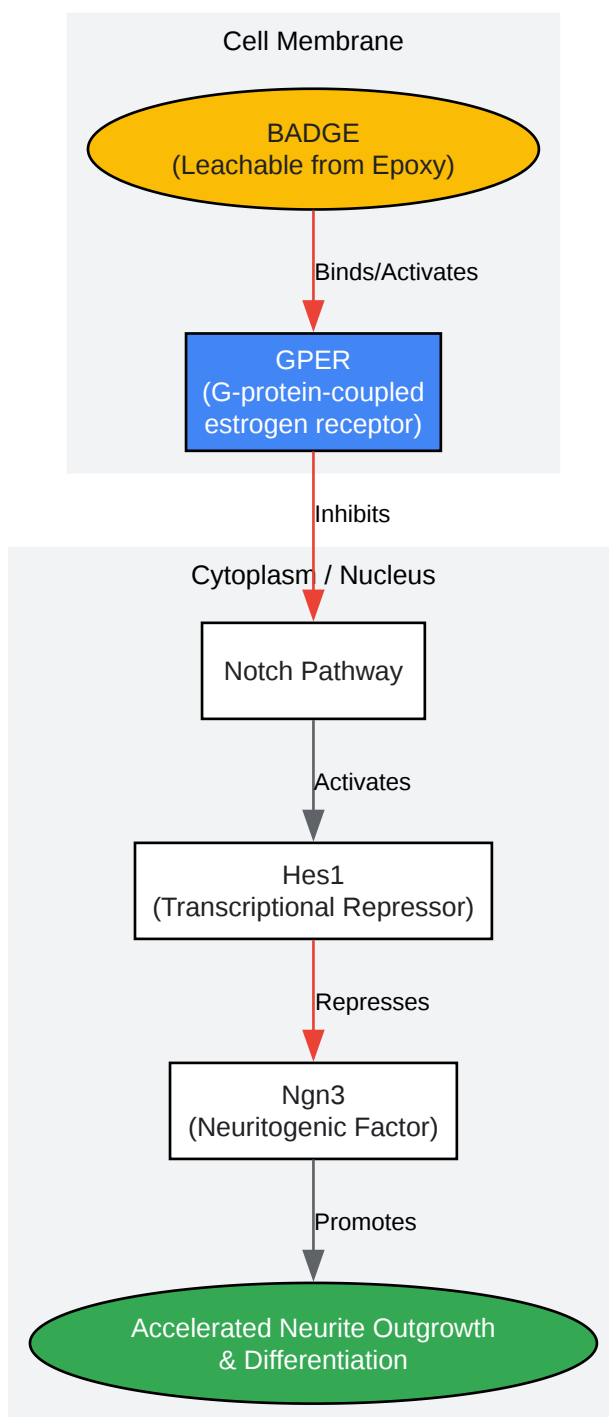 Cell Membrane
BADGE
(Leachable from Epoxy)
Binds/Activates
GPER
(G-protein-coupled
estrogen receptor)
Inhibits
Cytoplasm / Nucleus
Notch Pathway
Activates
Hes1
(Transcriptional Repressor)
Represses
Ngn3
(Neuritogenic Factor)
Promotes
Accelerated Neurite Outgrowth
& Differentiation